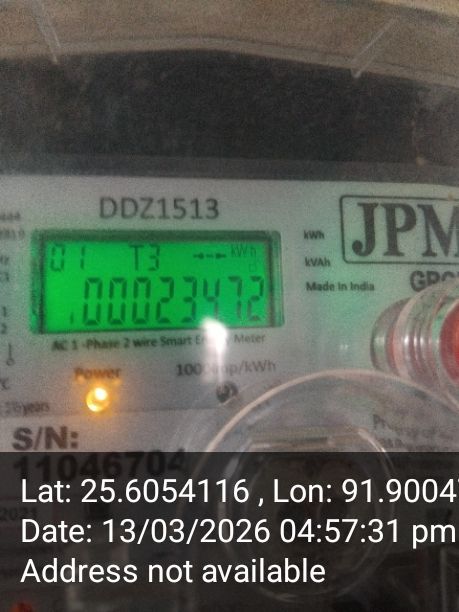 DDZ1513
01 T3 kWh
00023472
JPM
kWh
kVAh
Made in India
AC 1 -Phase 2 wire Smart Energy Meter
Power
1000imp/kWh
years
S/N:
11046704
2021
Lat: 25.6054116 , Lon: 91.9004
Date: 13/03/2026 04:57:31 pm
Address not available